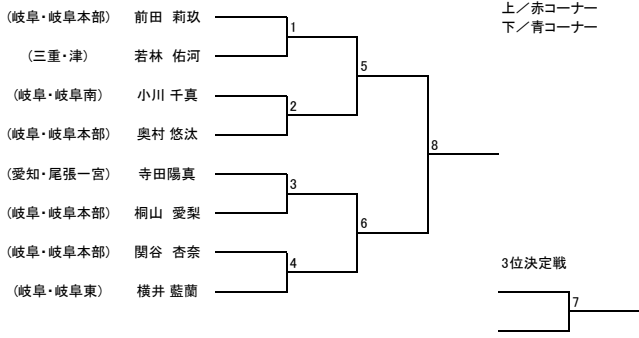 上／赤コーナー
下／青コーナー
(岐阜・岐阜本部) 前田 莉玖
1
(三重・津) 若林 佑河
5
(岐阜・岐阜南) 小川 千真
2
(岐阜・岐阜本部) 奥村 悠汰
8
(愛知・尾張一宮) 寺田陽真
3
(岐阜・岐阜本部) 桐山 愛梨
6
(岐阜・岐阜本部) 関谷 杏奈
4
(岐阜・岐阜東) 横井 藍蘭
3位決定戦
7